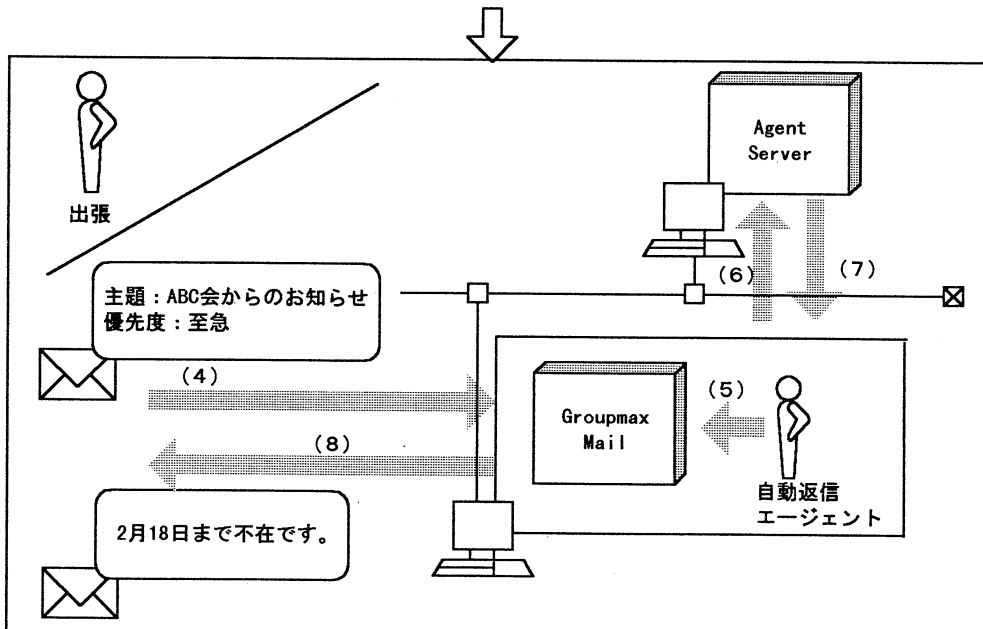 Agent
Server
出張
(6)
(7)
主題：ABC会からのお知らせ
優先度：至急
(4)
(5)
Groupmax
Mail
(8)
自動返信
エージェント
2月18日まで不在です。